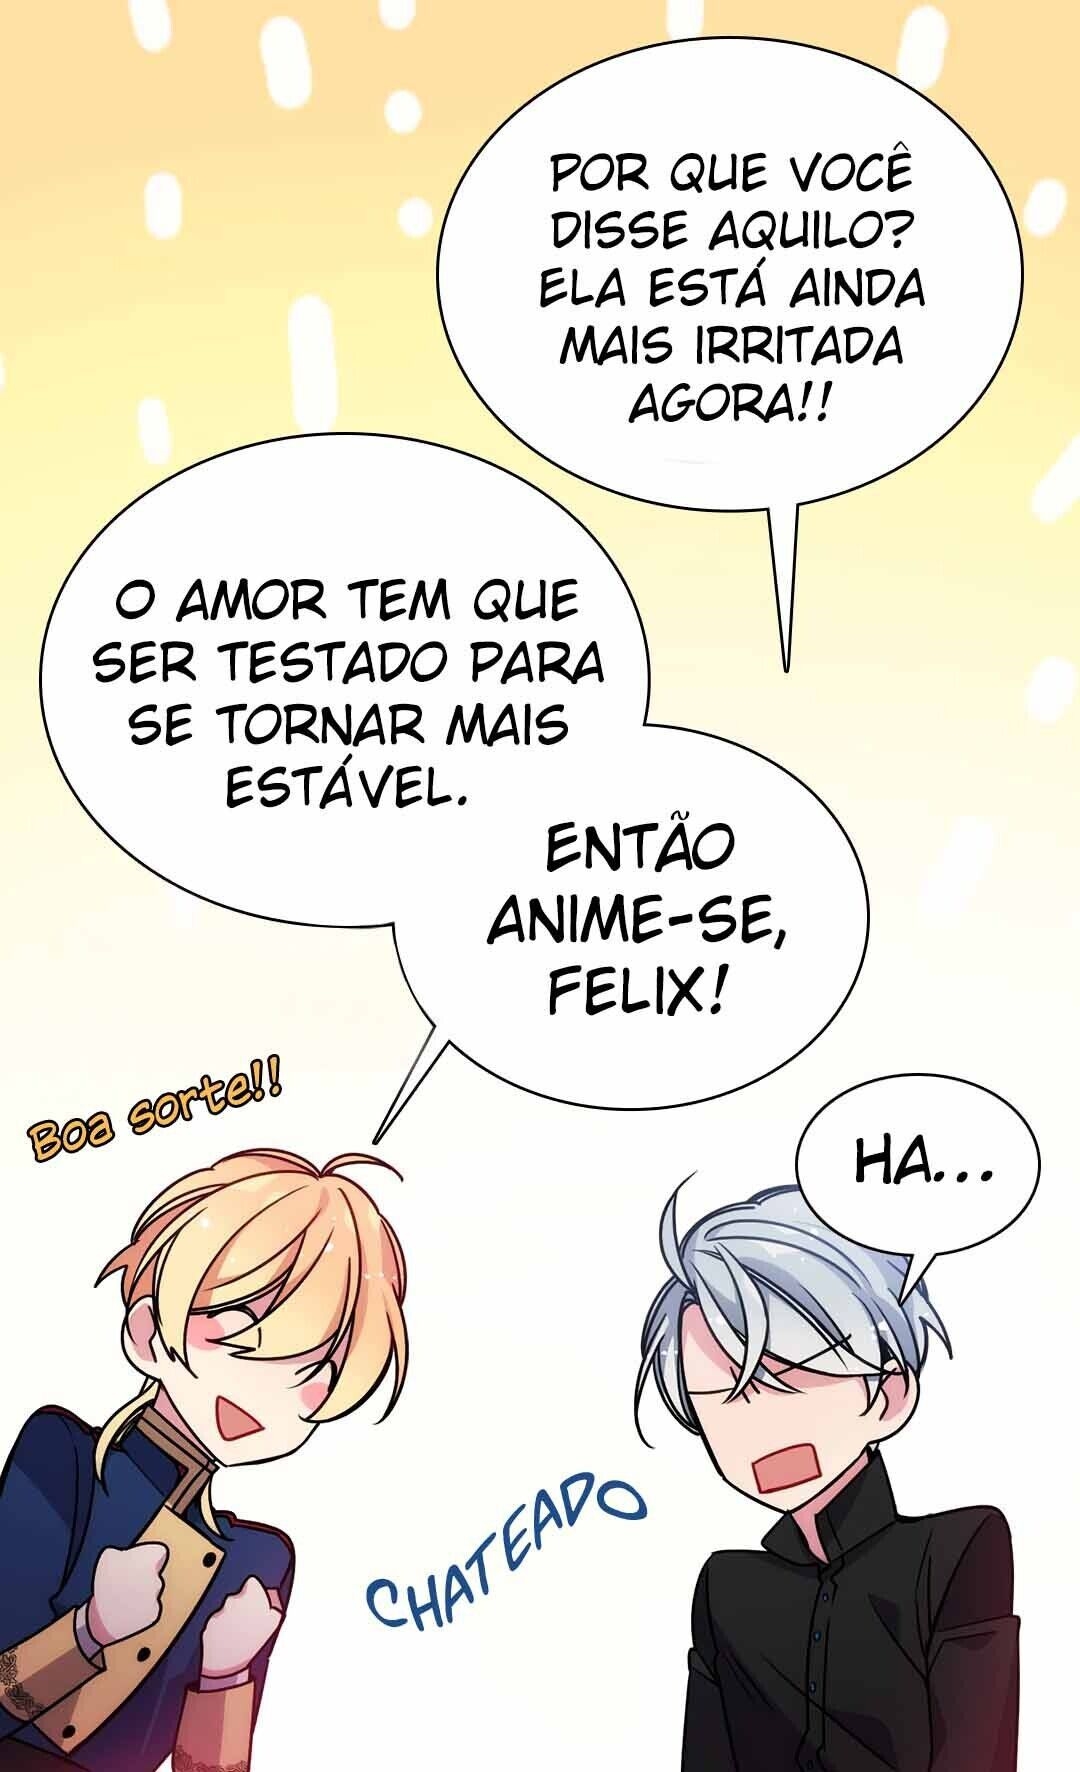 POR QUE VOCÊ
DISSE AQUILO?
ELA ESTÁ AINDA
MAIS IRRITADA
AGORA!!
O AMOR TEM QUE
SER TESTADO PARA
SE TORNAR MAIS
ESTÁVEL.
ENTÃO
ANIME-SE,
FELIX!
Boa sorte!!
HA...
CHATEADO